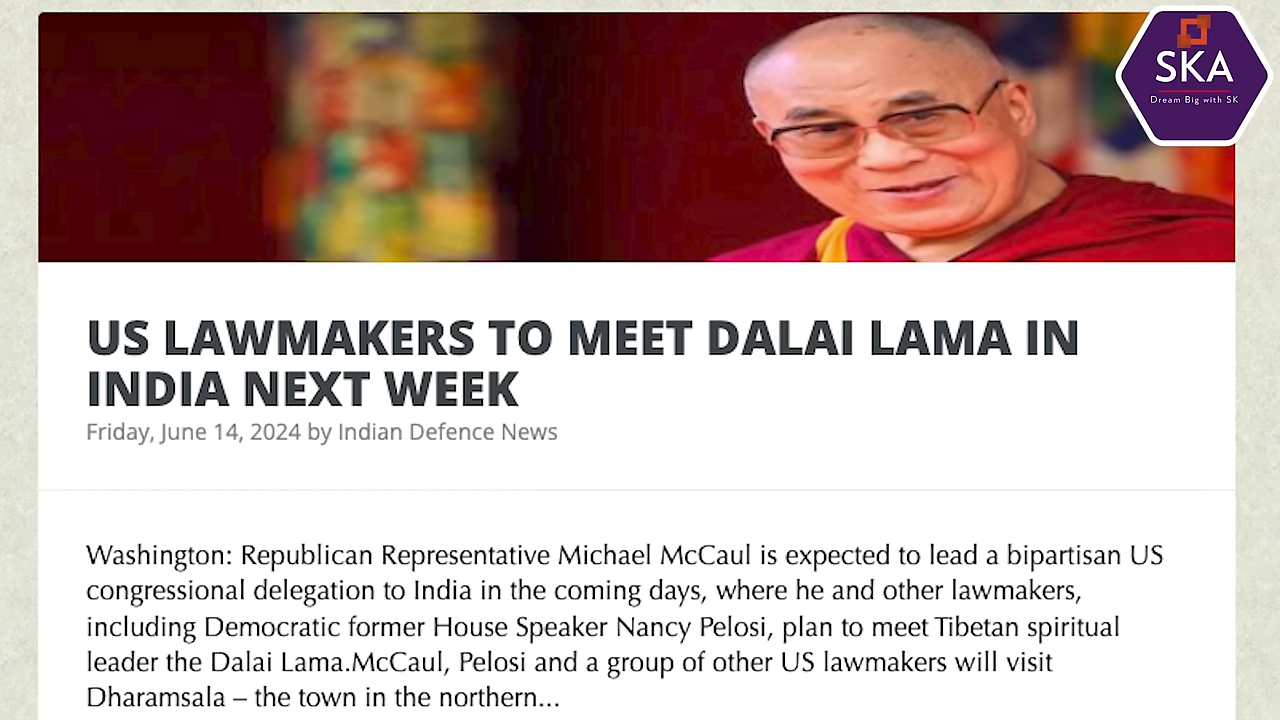 SKA
Dream Big with SK
US LAWMAKERS TO MEET DALAI LAMA IN
INDIA NEXT WEEK
Friday, June 14, 2024 by Indian Defence News
Washington: Republican Representative Michael McCaul is expected to lead a bipartisan US
congressional delegation to India in the coming days, where he and other lawmakers,
including Democratic former House Speaker Nancy Pelosi, plan to meet Tibetan spiritual
leader the Dalai Lama.McCaul, Pelosi and a group of other US lawmakers will visit
Dharamsala – the town in the northern...